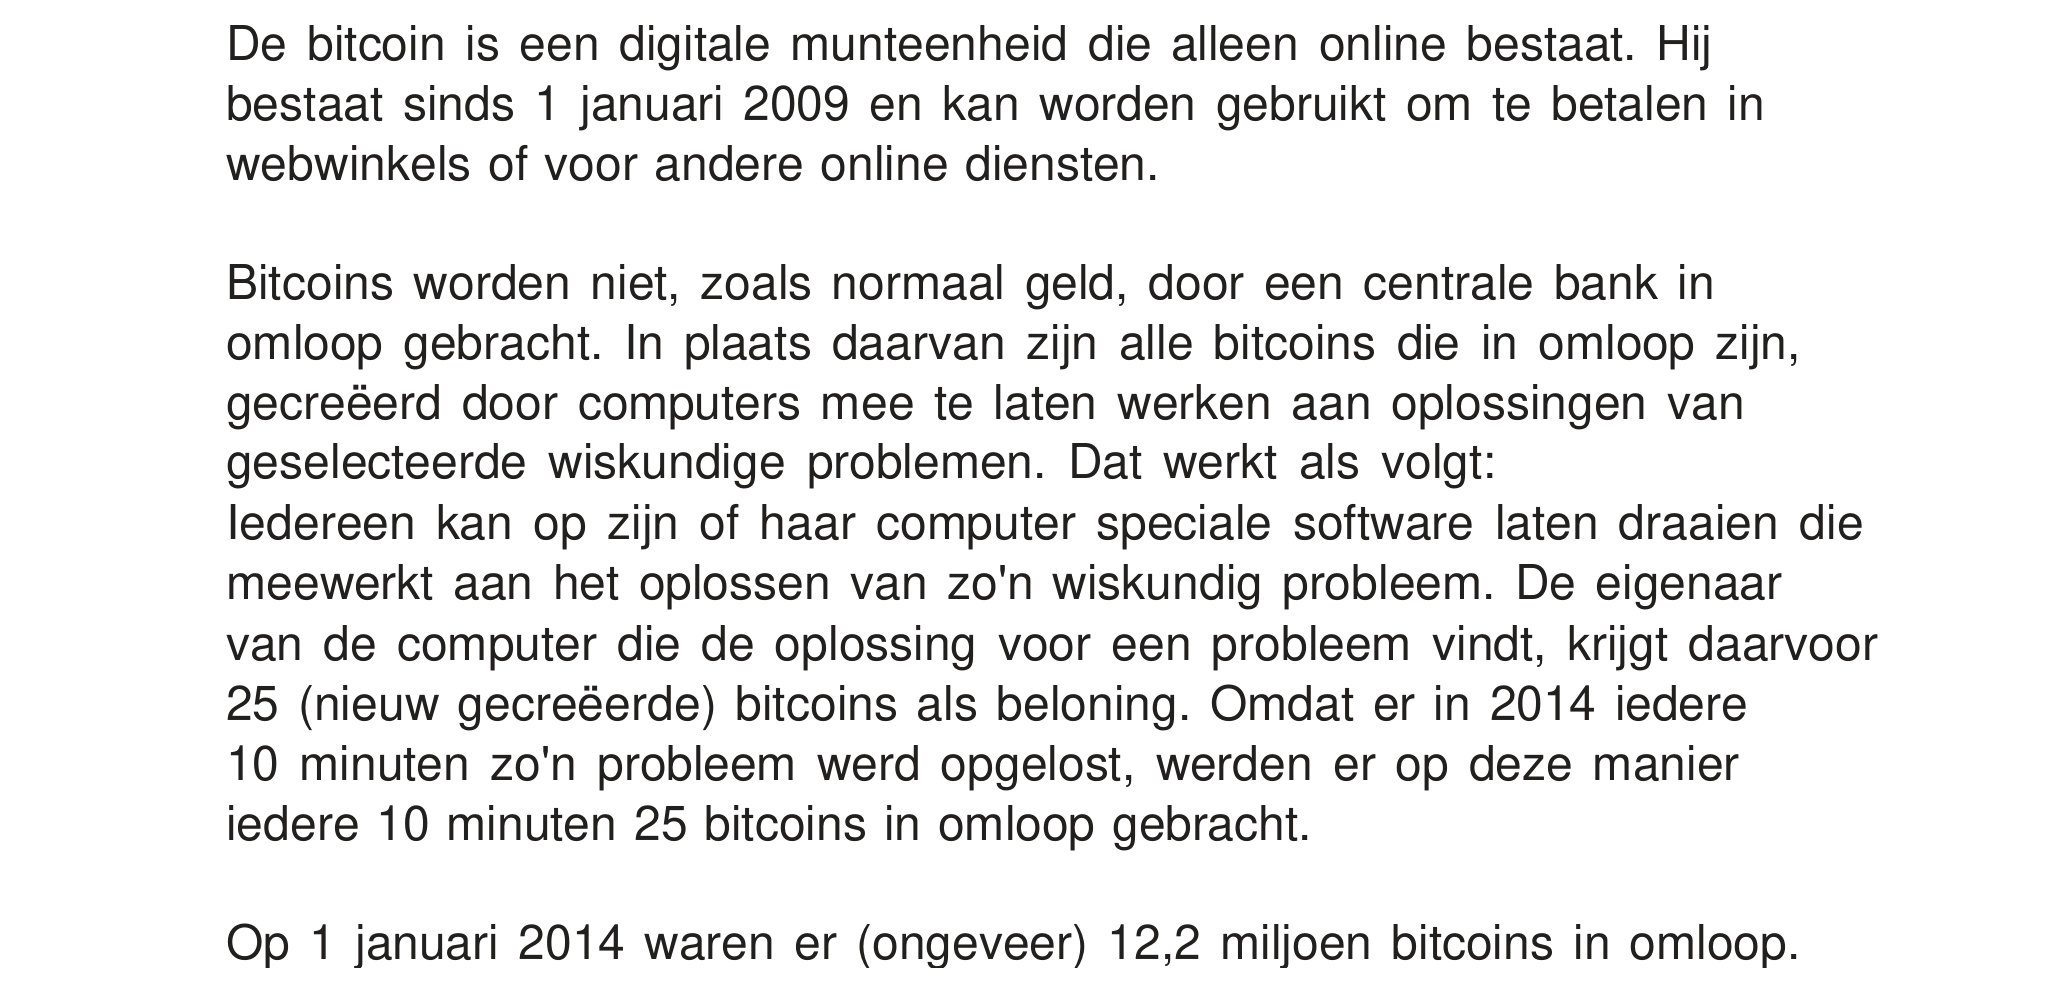 De bitcoin is een digitale munteenheid die alleen online bestaat. Hij
bestaat sinds 1 januari 2009 en kan worden gebruikt om te betalen in
webwinkels of voor andere online diensten.
Bitcoins worden niet, zoals normaal geld, door een centrale bank in
omloop gebracht. In plaats daarvan zijn alle bitcoins die in omloop zijn,
gecreëerd door computers mee te laten werken aan oplossingen van
geselecteerde wiskundige problemen. Dat werkt als volgt:
Iedereen kan op zijn of haar computer speciale software laten draaien die
meewerkt aan het oplossen van zo'n wiskundig probleem. De eigenaar
van de computer die de oplossing voor een probleem vindt, krijgt daarvoor
25 (nieuw gecreëerde) bitcoins als beloning. Omdat er in 2014 iedere
10 minuten zo'n probleem werd opgelost, werden er op deze manier
iedere 10 minuten 25 bitcoins in omloop gebracht.
Op 1 januari 2014 waren er (ongeveer) 12,2 miljoen bitcoins in omloop.